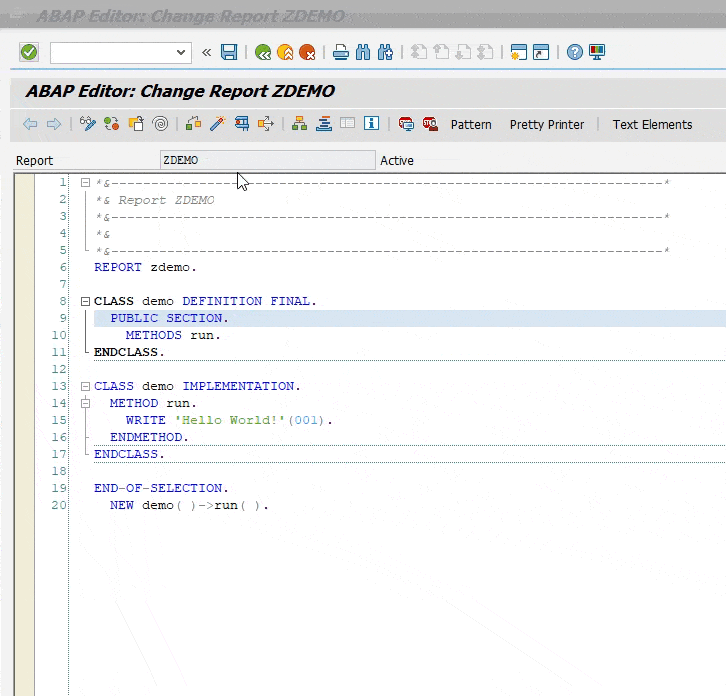 ABAP Editor: Change Report ZDEMO
ABAP Editor: Change Report ZDEMO
Pattern Pretty Printer Text Elements
Report ZDEMO Active
1 *&---------------------------------------------------------------------*
2 *& Report ZDEMO
3 *&---------------------------------------------------------------------*
4 *&
5 *&---------------------------------------------------------------------*
6 REPORT zdemo.
7
8 CLASS demo DEFINITION FINAL.
9 PUBLIC SECTION.
10 METHODS run.
11 ENDCLASS.
12
13 CLASS demo IMPLEMENTATION.
14 METHOD run.
15 WRITE 'Hello World!'(001).
16 ENDMETHOD.
17 ENDCLASS.
18
19 END-OF-SELECTION.
20 NEW demo( )->run( ).